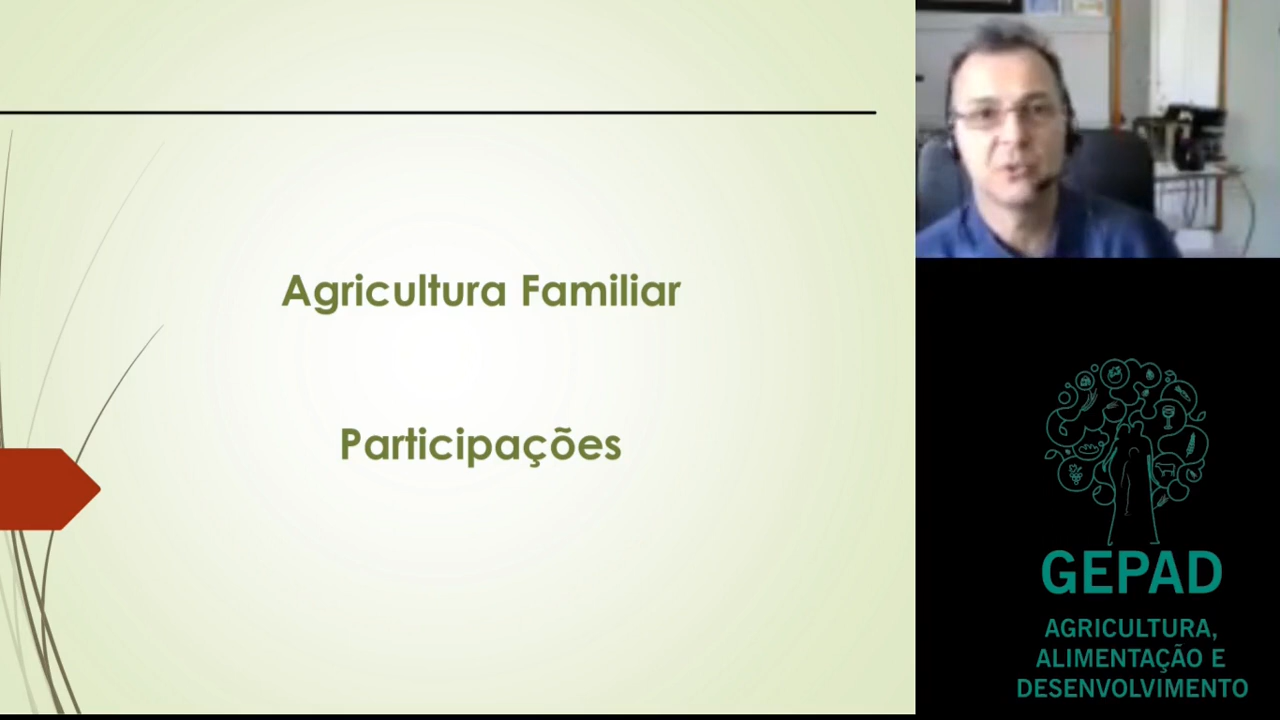 Agricultura Familiar
Participações
GEPAD
AGRICULTURA,
ALIMENTAÇÃO E
DESENVOLVIMENTO